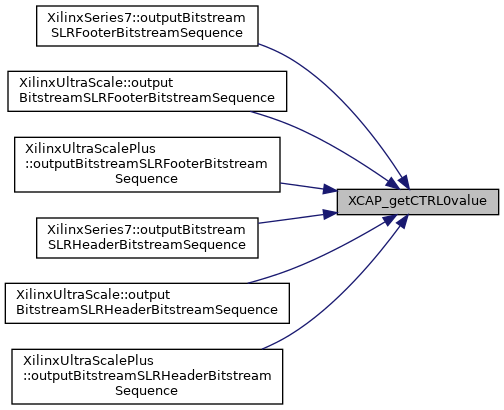 XilinxSeries7::outputBitstream
SLRFooterBitstreamSequence
XilinxUltraScale::output
BitstreamSLRFooterBitstreamSequence
XilinxUltraScalePlus
::outputBitstreamSLRFooterBitstream
Sequence
XCAP_getCTRL0value
XilinxSeries7::outputBitstream
SLRHeaderBitstreamSequence
XilinxUltraScale::output
BitstreamSLRHeaderBitstreamSequence
XilinxUltraScalePlus
::outputBitstreamSLRHeaderBitstream
Sequence